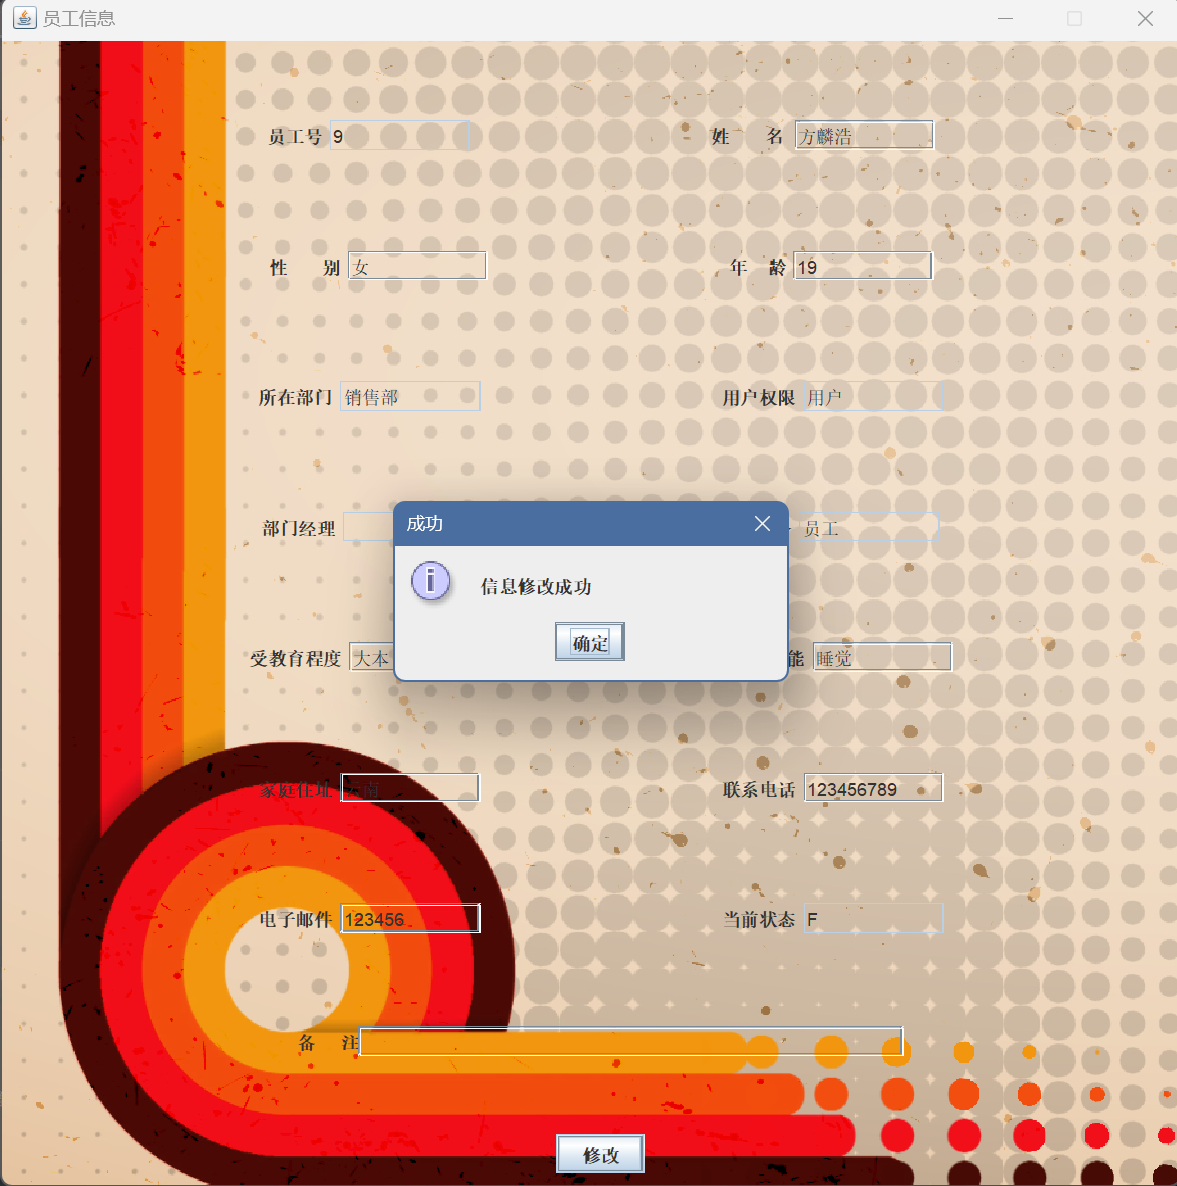 员工信息
员工号 9 姓 名 方麟浩
性 别 女 年 龄 19
所在部门 销售部 用户权限 用户
部门经理 员工
成功
信息修改成功
确定
受教育程度 大本 能 睡觉
家庭住址 南 联系电话 123456789
电子邮件 123456 当前状态 F
备 注
修改